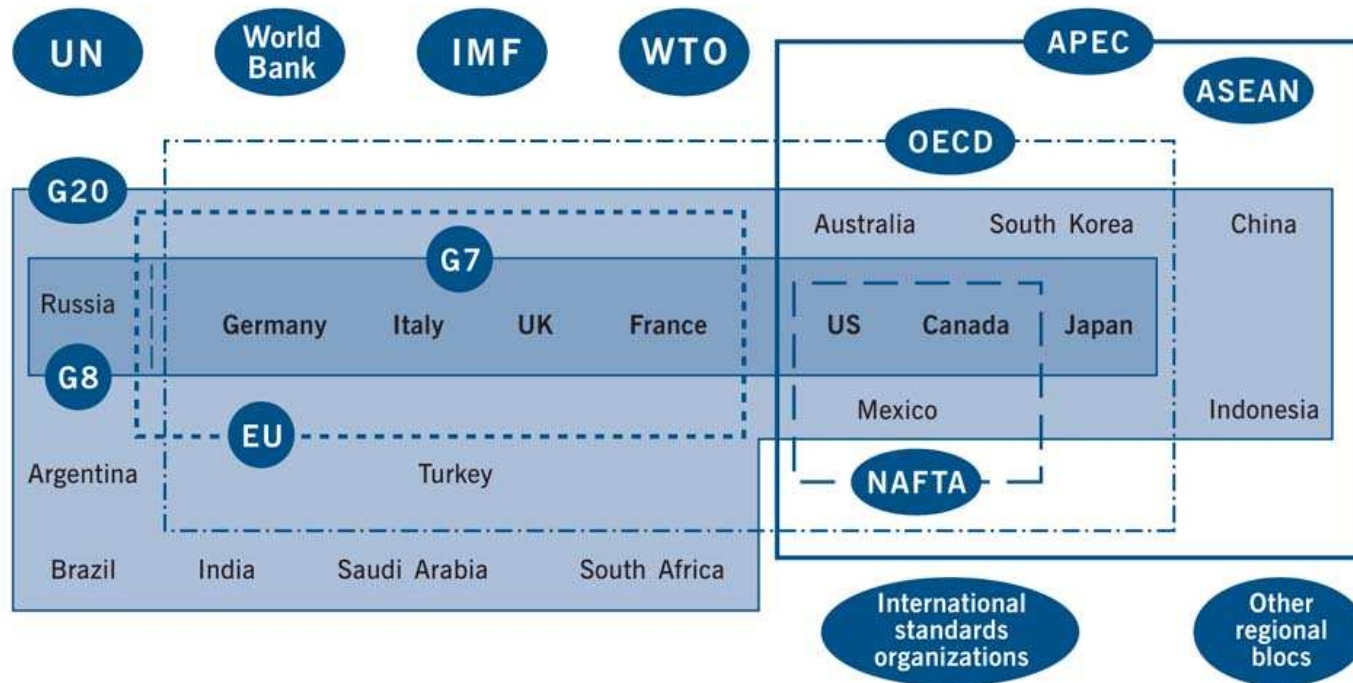 UN
World
Bank
IMF
WTO
APEC
ASEAN
OECD
G20
Australia South Korea China
G7
Russia
Germany Italy UK France US Canada Japan
G8
Mexico Indonesia
EU
Argentina Turkey
NAFTA
Brazil India Saudi Arabia South Africa
International
standards
organizations
Other
regional
blocs